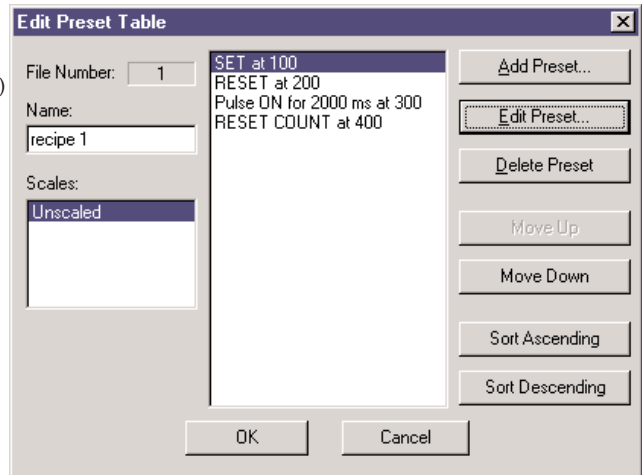 Edit Preset Table
)
File Number: 1
Name:
recipe 1
Scales:
Unscaled
SET at 100
RESET at 200
Pulse ON for 2000 ms at 300
RESET COUNT at 400
Add Preset...
Edit Preset...
Delete Preset
Move Up
Move Down
Sort Ascending
Sort Descending
OK
Cancel